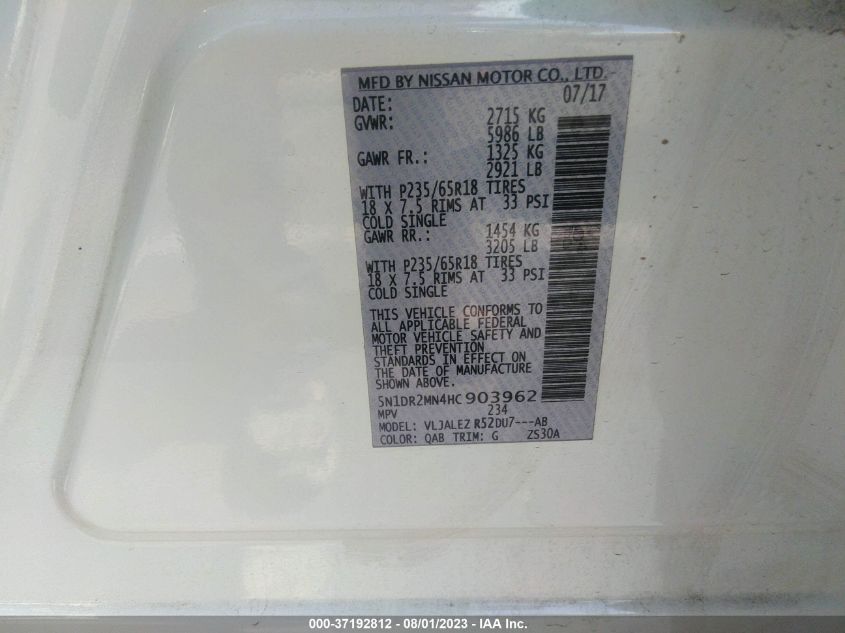 MFD BY NISSAN MOTOR CO., LTD.
DATE: 07/17
GVWR: 2715 KG
5986 LB
GAWR FR.: 1325 KG
2921 LB
WITH P235/65R18 TIRES
18 X 7.5 RIMS AT 33 PSI
COLD SINGLE
GAWR RR.: 1454 KG
3205 LB
WITH P235/65R18 TIRES
18 X 7.5 RIMS AT 33 PSI
COLD SINGLE
THIS VEHICLE CONFORMS TO
ALL APPLICABLE FEDERAL
MOTOR VEHICLE SAFETY AND
THEFT PREVENTION
STANDARDS IN EFFECT ON
THE DATE OF MANUFACTURE
SHOWN ABOVE.
5N1DR2MN4HC903962
MPV 234
MODEL: VLJALEZ R52DU7---AB
COLOR: QAB TRIM: G ZS30A
000-37192812 - 08/01/2023 - IAA Inc.